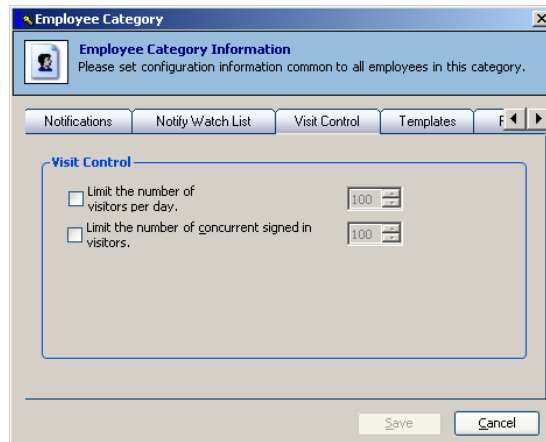 Employee Category
Employee Category Information
Please set configuration information common to all employees in this category.
Notifications
Notify Watch List
Visit Control
Templates
Visit Control
Limit the number of
visitors per day.
100
Limit the number of concurrent signed in
visitors.
100
Save
Cancel